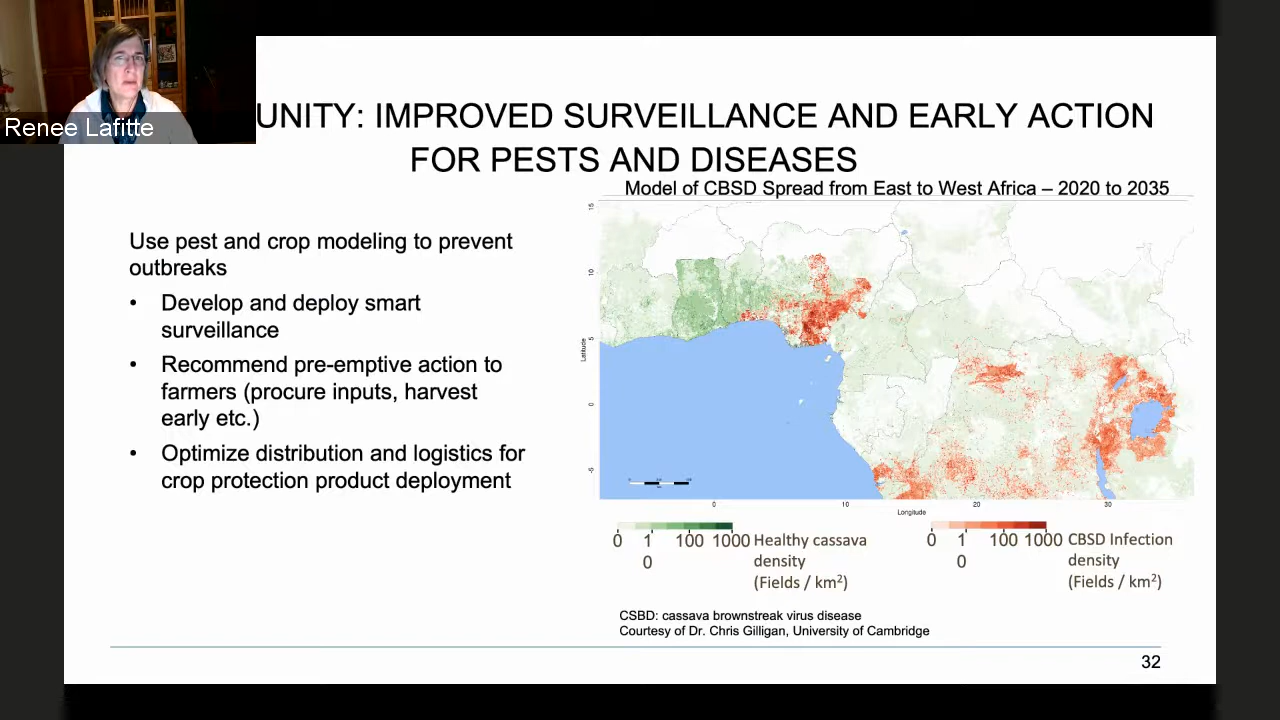 Renee Lafitte
UNITY: IMPROVED SURVEILLANCE AND EARLY ACTION
FOR PESTS AND DISEASES
Use pest and crop modeling to prevent
outbreaks
• Develop and deploy smart
surveillance
• Recommend pre-emptive action to
farmers (procure inputs, harvest
early etc.)
• Optimize distribution and logistics for
crop protection product deployment
Model of CBSD Spread from East to West Africa – 2020 to 2035
15
10
5
0
-5
Latitude
0 10 20 30
Longitude
0 1 100 1000 Healthy cassava
0 density
(Fields / km²)
0 1 100 1000 CBSD Infection
0 density
(Fields / km²)
CSBD: cassava brownstreak virus disease
Courtesy of Dr. Chris Gilligan, University of Cambridge
32